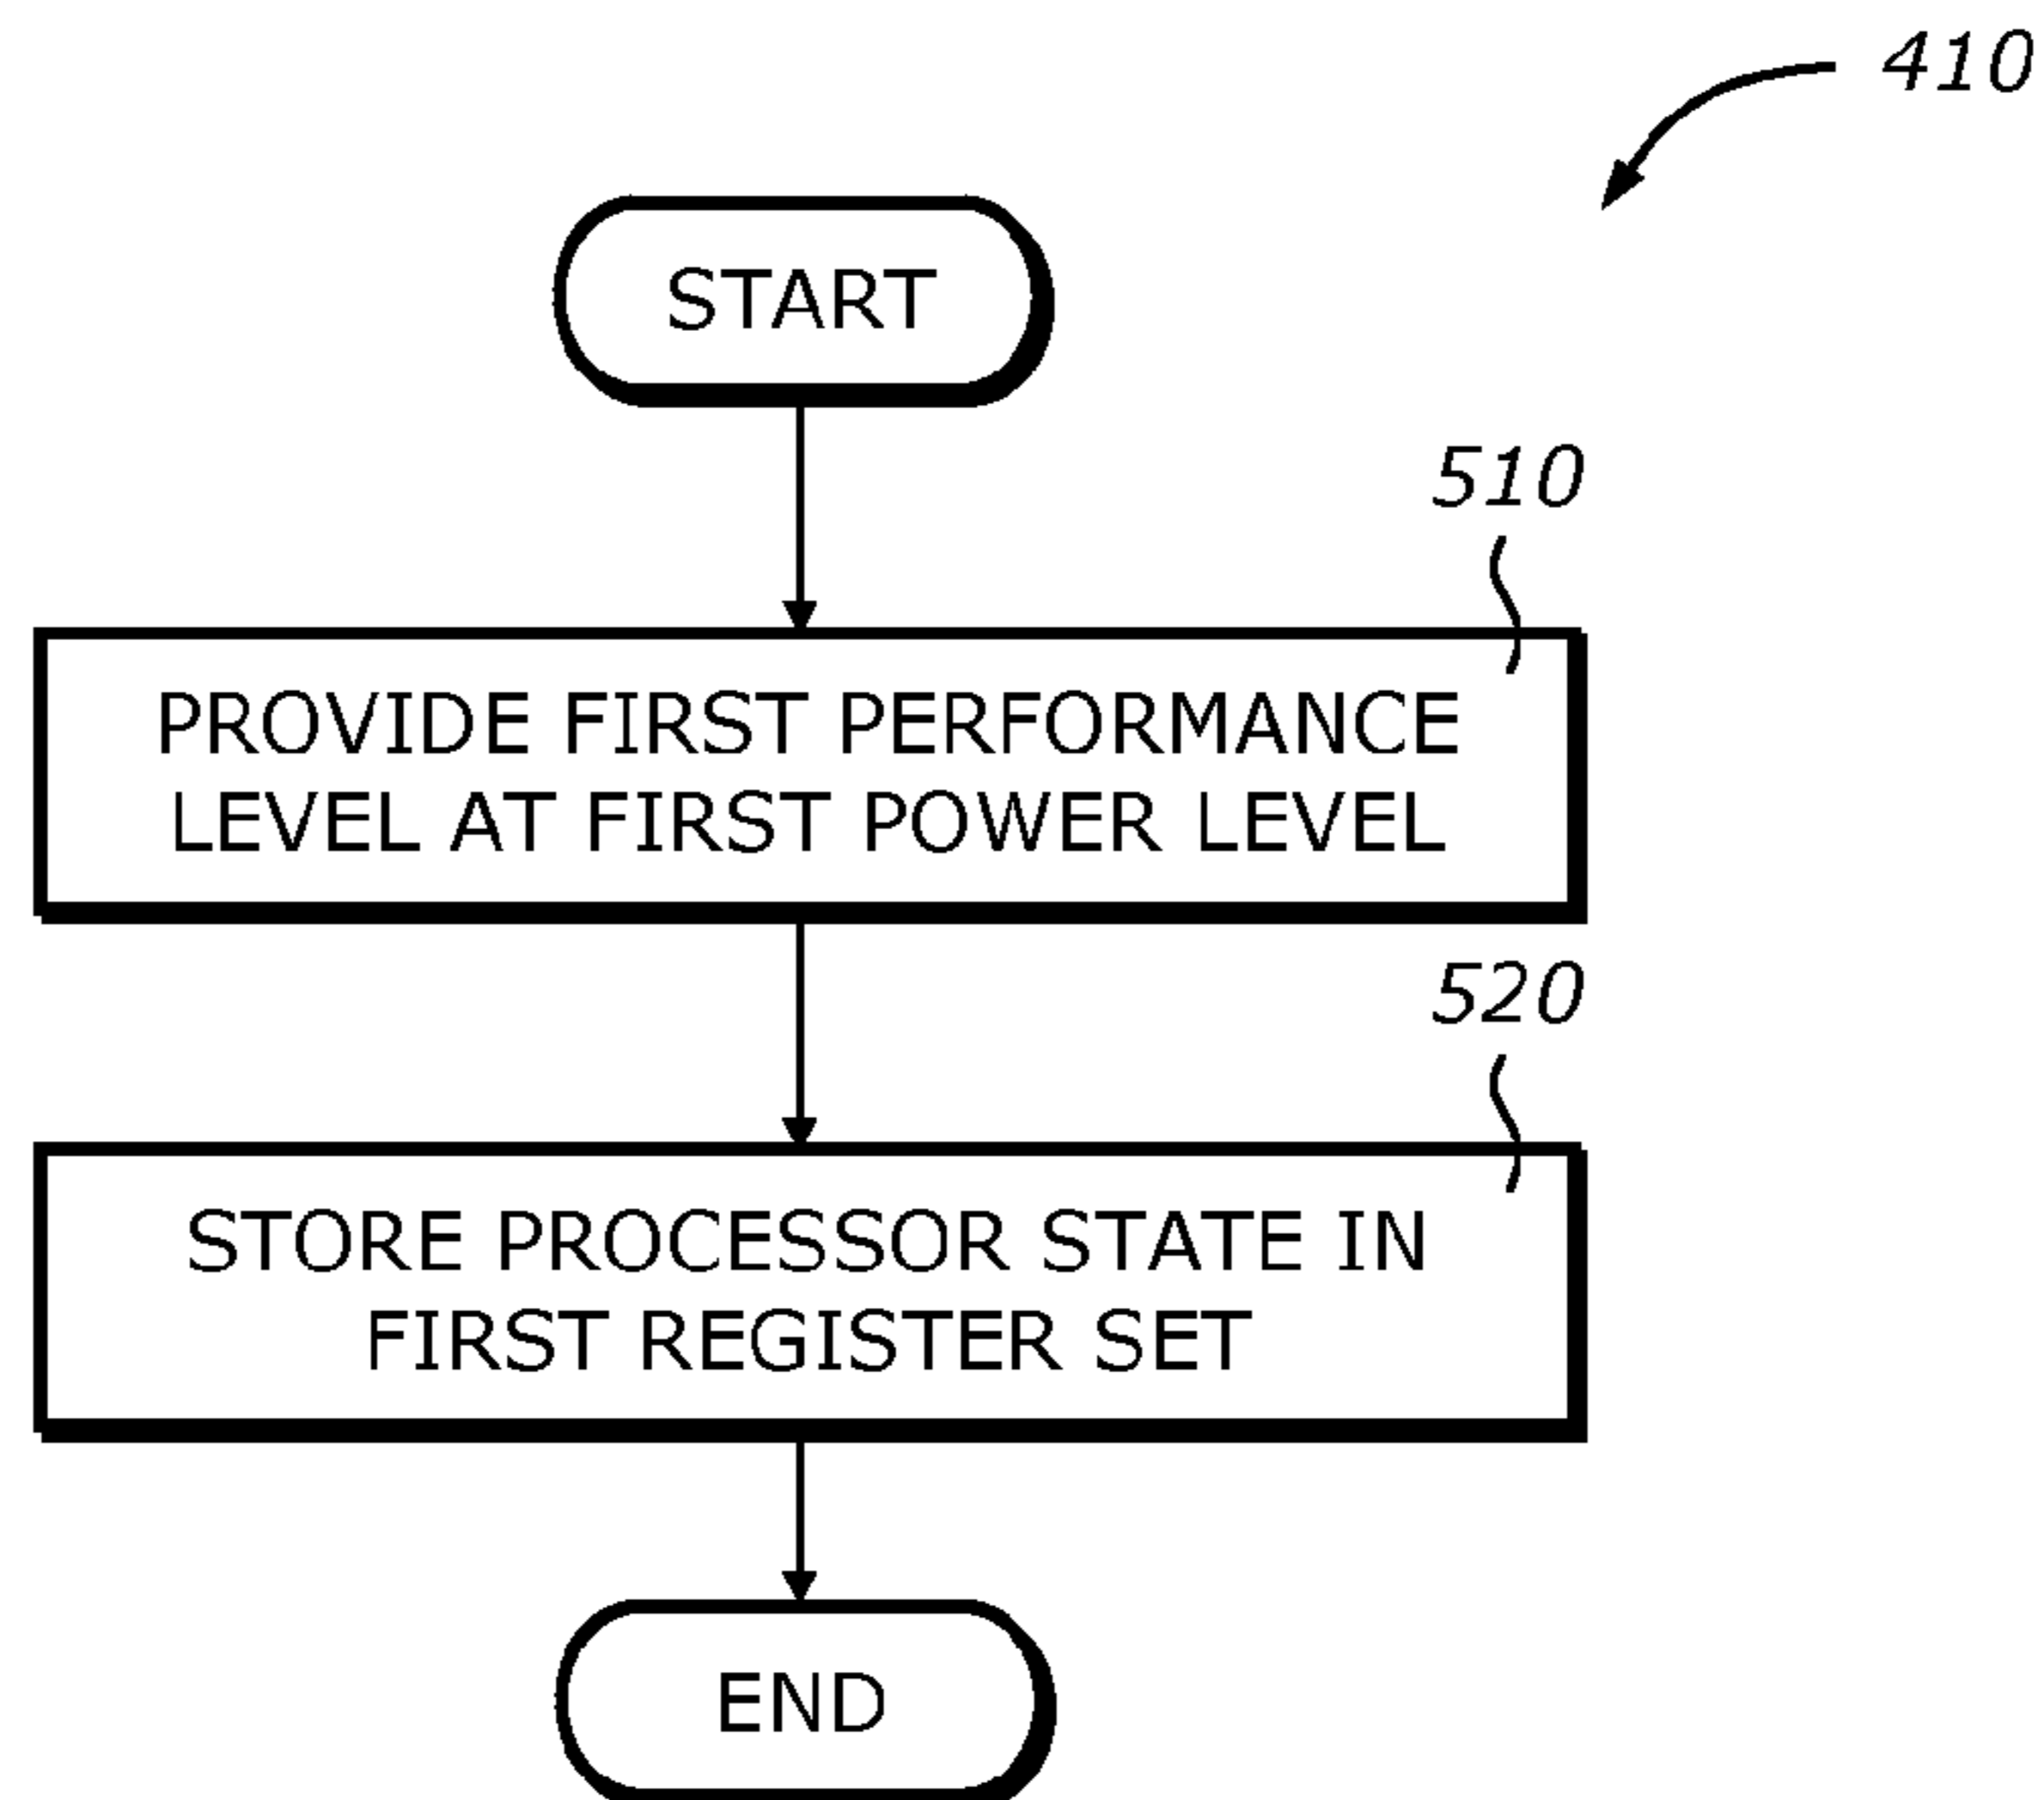 410
START
510
PROVIDE FIRST PERFORMANCE
LEVEL AT FIRST POWER LEVEL
520
STORE PROCESSOR STATE IN
FIRST REGISTER SET
END